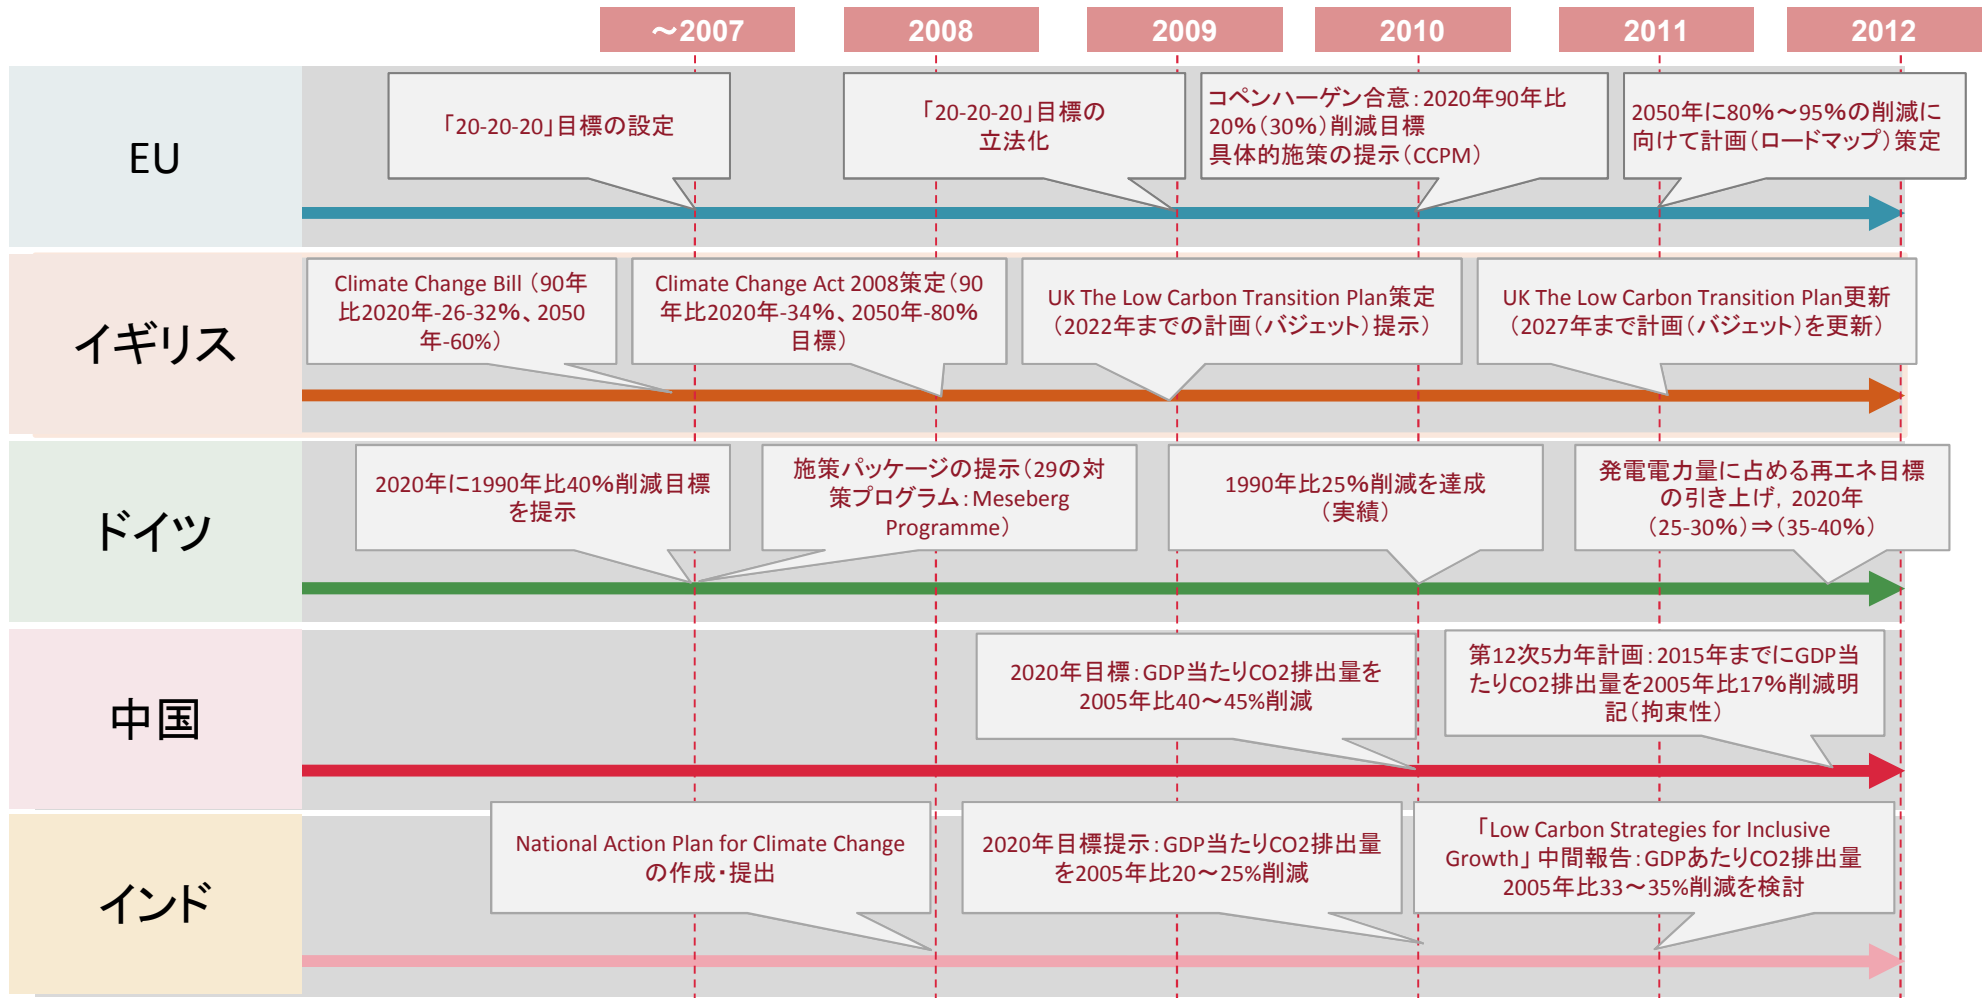 ～2007
2008
2009
2010
2011
2012
EU
「20-20-20」目標の設定
「20-20-20」目標の
立法化
コペンハーゲン合意：2020年90年比
20%（30%）削減目標
具体的施策の提示（CCPM）
2050年に80%～95%の削減に
向けて計画（ロードマップ）策定
イギリス
Climate Change Bill（90年
比2020年-26-32%、2050
年-60%）
Climate Change Act 2008策定（90
年比2020年-34%、2050年-80%
目標）
UK The Low Carbon Transition Plan策定
（2022年までの計画（バジェット）提示）
UK The Low Carbon Transition Plan更新
（2027年まで計画（バジェット）を更新）
ドイツ
2020年に1990年比40%削減目標
を提示
施策パッケージの提示（29の対
策プログラム：Meseberg
Programme）
1990年比25%削減を達成
（実績）
発電電力量に占める再エネ目標
の引き上げ，2020年
（25-30%）⇒（35-40%）
中国
2020年目標：GDP当たりCO2排出量を
2005年比40～45%削減
第12次5カ年計画：2015年までにGDP当
たりCO2排出量を2005年比17%削減明
記（拘束性）
インド
National Action Plan for Climate Change
の作成・提出
2020年目標提示：GDP当たりCO2排出量
を2005年比20～25%削減
「Low Carbon Strategies for Inclusive
Growth」中間報告：GDPあたりCO2排出量
2005年比33～35%削減を検討